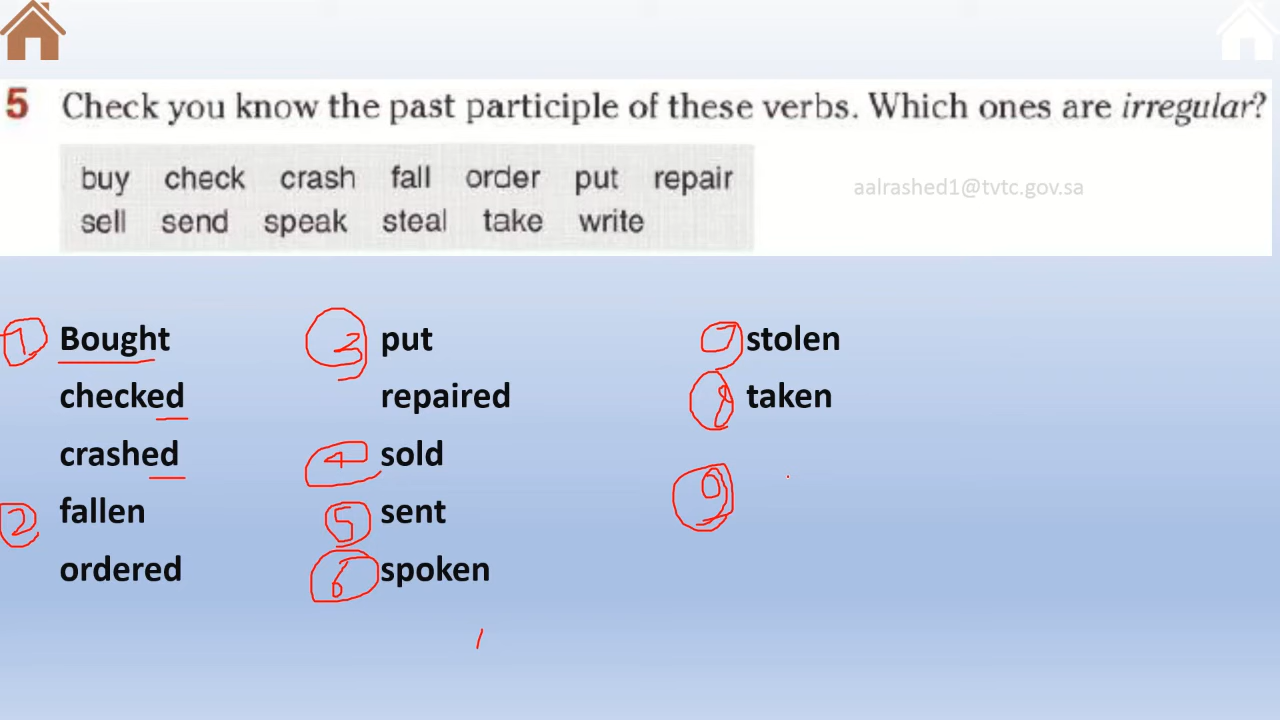 5 Check you know the past participle of these verbs. Which ones are irregular?
buy check crash fall order put repair
aalrashed1@tvtc.gov.sa
sell send speak steal take write
1 Bought
checked
crashed
2 fallen
ordered
3 put
repaired
4 sold
5 sent
6 spoken
7 stolen
8 taken
9